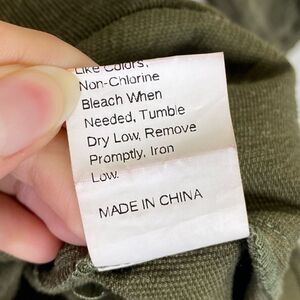 Like Colors,
Non-Chlorine
Bleach When
Needed, Tumble
Dry Low, Remove
Promptly, Iron
Low.
MADE IN CHINA